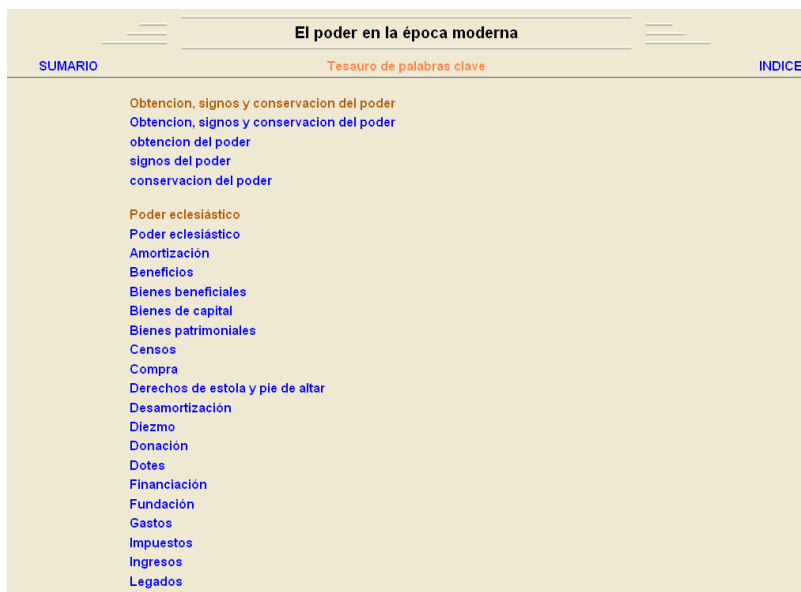 El poder en la época moderna
SUMARIO Tesauro de palabras clave INDICE
Obtencion, signos y conservacion del poder
Obtencion, signos y conservacion del poder
obtencion del poder
signos del poder
conservacion del poder
Poder eclesiástico
Poder eclesiástico
Amortización
Beneficios
Bienes beneficiales
Bienes de capital
Bienes patrimoniales
Censos
Compra
Derechos de estola y pie de altar
Desamortización
Diezmo
Donación
Dotes
Financiación
Fundación
Gastos
Impuestos
Ingresos
Legados